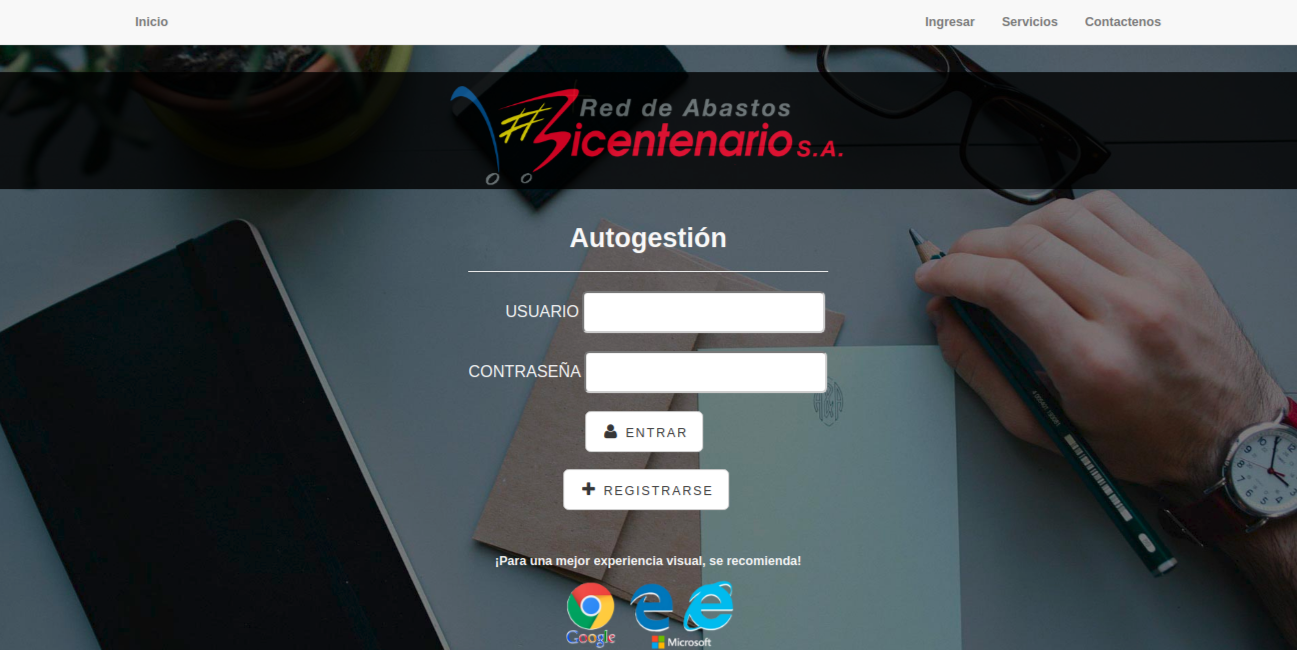 Inicio
Ingresar
Servicios
Contactenos
Red de Abastos
Bicentenario S.A.
Autogestión
USUARIO
CONTRASEÑA
ENTRAR
REGISTRARSE
¡Para una mejor experiencia visual, se recomienda!
Google
Microsoft